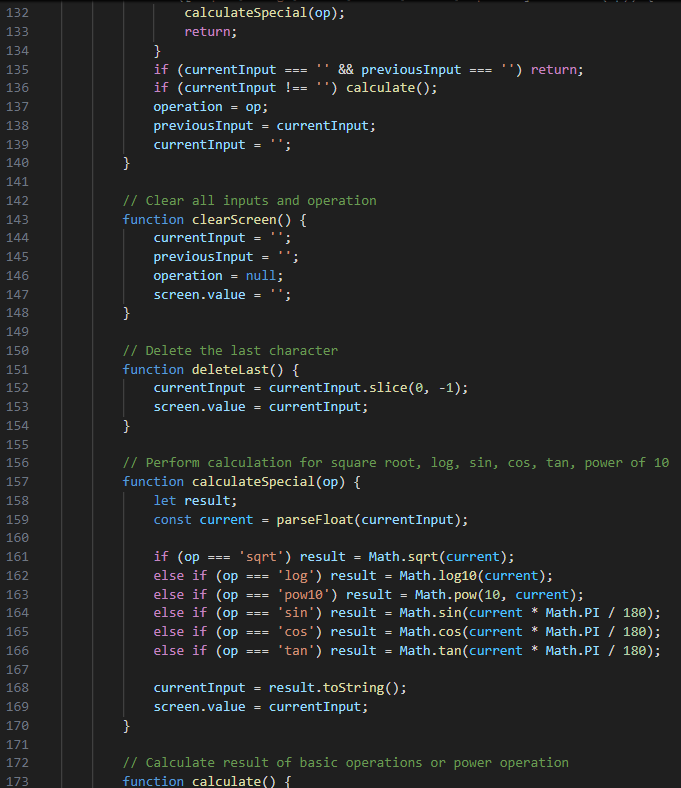 132 calculateSpecial(op);
133 return;
134 }
135 if (currentInput === '' && previousInput === '') return;
136 if (currentInput !== '') calculate();
137 operation = op;
138 previousInput = currentInput;
139 currentInput = '';
140 }
141
142 // Clear all inputs and operation
143 function clearScreen() {
144 currentInput = '';
145 previousInput = '';
146 operation = null;
147 screen.value = '';
148 }
149
150 // Delete the last character
151 function deleteLast() {
152 currentInput = currentInput.slice(0, -1);
153 screen.value = currentInput;
154 }
155
156 // Perform calculation for square root, log, sin, cos, tan, power of 10
157 function calculateSpecial(op) {
158 let result;
159 const current = parseFloat(currentInput);
160
161 if (op === 'sqrt') result = Math.sqrt(current);
162 else if (op === 'log') result = Math.log10(current);
163 else if (op === 'pow10') result = Math.pow(10, current);
164 else if (op === 'sin') result = Math.sin(current * Math.PI / 180);
165 else if (op === 'cos') result = Math.cos(current * Math.PI / 180);
166 else if (op === 'tan') result = Math.tan(current * Math.PI / 180);
167
168 currentInput = result.toString();
169 screen.value = currentInput;
170 }
171
172 // Calculate result of basic operations or power operation
173 function calculate() {